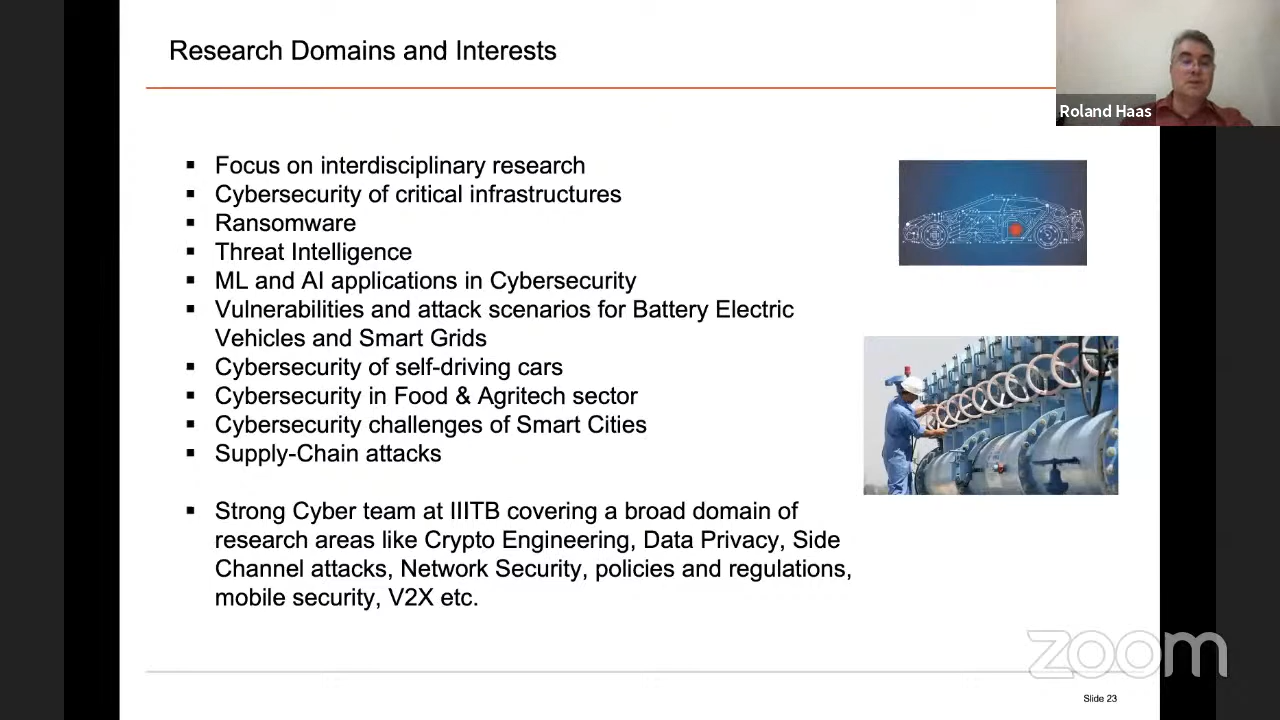 Research Domains and Interests
Roland Haas
▪ Focus on interdisciplinary research
▪ Cybersecurity of critical infrastructures
▪ Ransomware
▪ Threat Intelligence
▪ ML and AI applications in Cybersecurity
▪ Vulnerabilities and attack scenarios for Battery Electric
Vehicles and Smart Grids
▪ Cybersecurity of self-driving cars
▪ Cybersecurity in Food & Agritech sector
▪ Cybersecurity challenges of Smart Cities
▪ Supply-Chain attacks
▪ Strong Cyber team at IIITB covering a broad domain of
research areas like Crypto Engineering, Data Privacy, Side
Channel attacks, Network Security, policies and regulations,
mobile security, V2X etc.
zoom
Slide 23